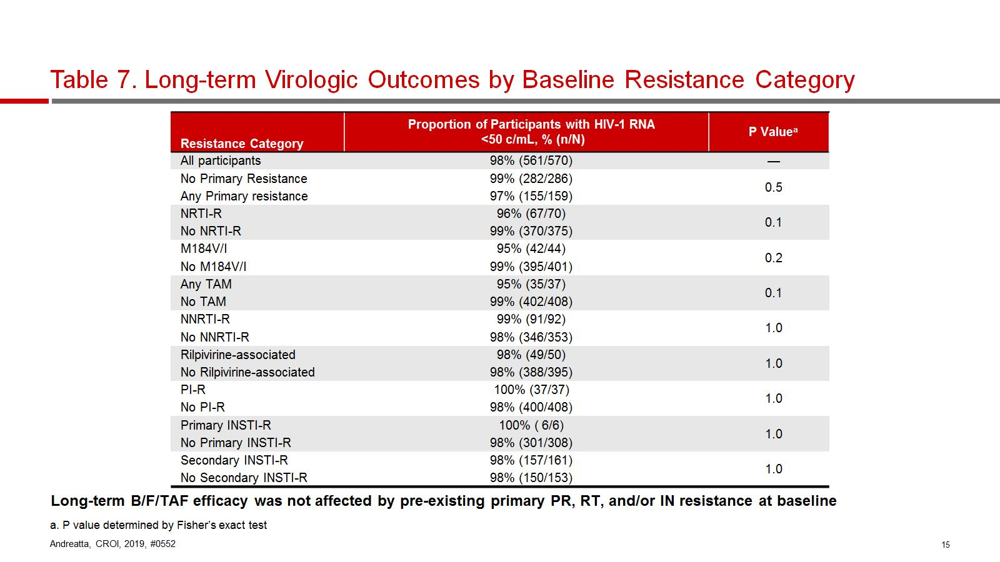 Table 7. Long-term Virologic Outcomes by Baseline Resistance Category
Resistance Category
Proportion of Participants with HIV-1 RNA
<50 c/mL, % (n/N)
P Valueᵃ
All participants 98% (561/570) —
No Primary Resistance 99% (282/286)
0.5
Any Primary resistance 97% (155/159)
NRTI-R 96% (67/70)
0.1
No NRTI-R 99% (370/375)
M184V/I 95% (42/44)
0.2
No M184V/I 99% (395/401)
Any TAM 95% (35/37)
0.1
No TAM 99% (402/408)
NNRTI-R 99% (91/92)
1.0
No NNRTI-R 98% (346/353)
Rilpivirine-associated 98% (49/50)
1.0
No Rilpivirine-associated 98% (388/395)
PI-R 100% (37/37)
1.0
No PI-R 98% (400/408)
Primary INSTI-R 100% ( 6/6)
1.0
No Primary INSTI-R 98% (301/308)
Secondary INSTI-R 98% (157/161)
1.0
No Secondary INSTI-R 98% (150/153)
Long-term B/F/TAF efficacy was not affected by pre-existing primary PR, RT, and/or IN resistance at baseline
a. P value determined by Fisher’s exact test
Andreatta, CROI, 2019, #0552
15